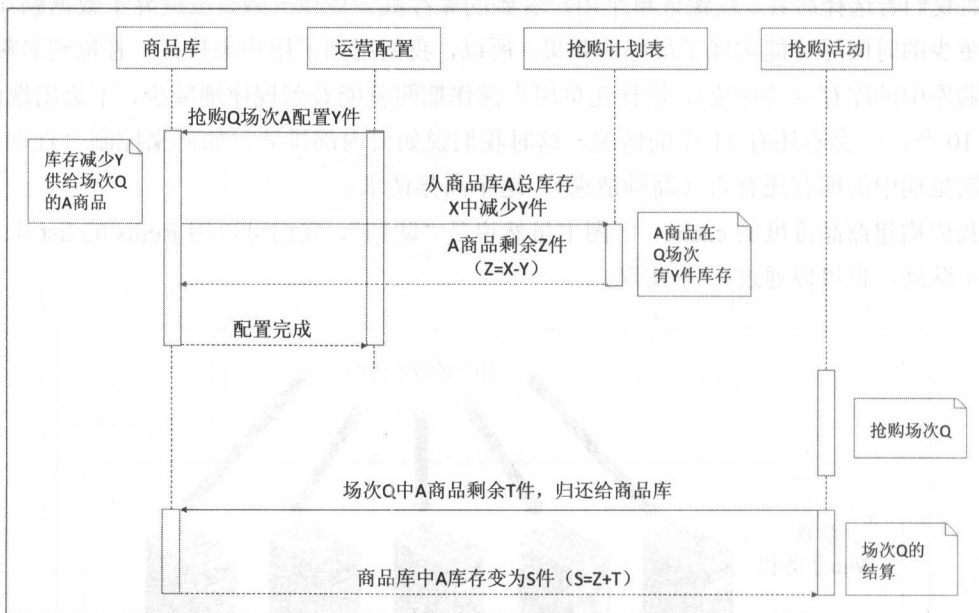 商品库
运营配置
抢购计划表
抢购活动
抢购Q场次A配置Y件
库存减少Y
供给场次Q
的A商品
从商品库A总库存
X中减少Y件
A商品剩余Z件
（Z=X-Y）
A商品在
Q场次
有Y件库存
配置完成
抢购场次Q
场次Q中A商品剩余T件，归还给商品库
场次Q的
结算
商品库中A库存变为S件（S=Z+T）